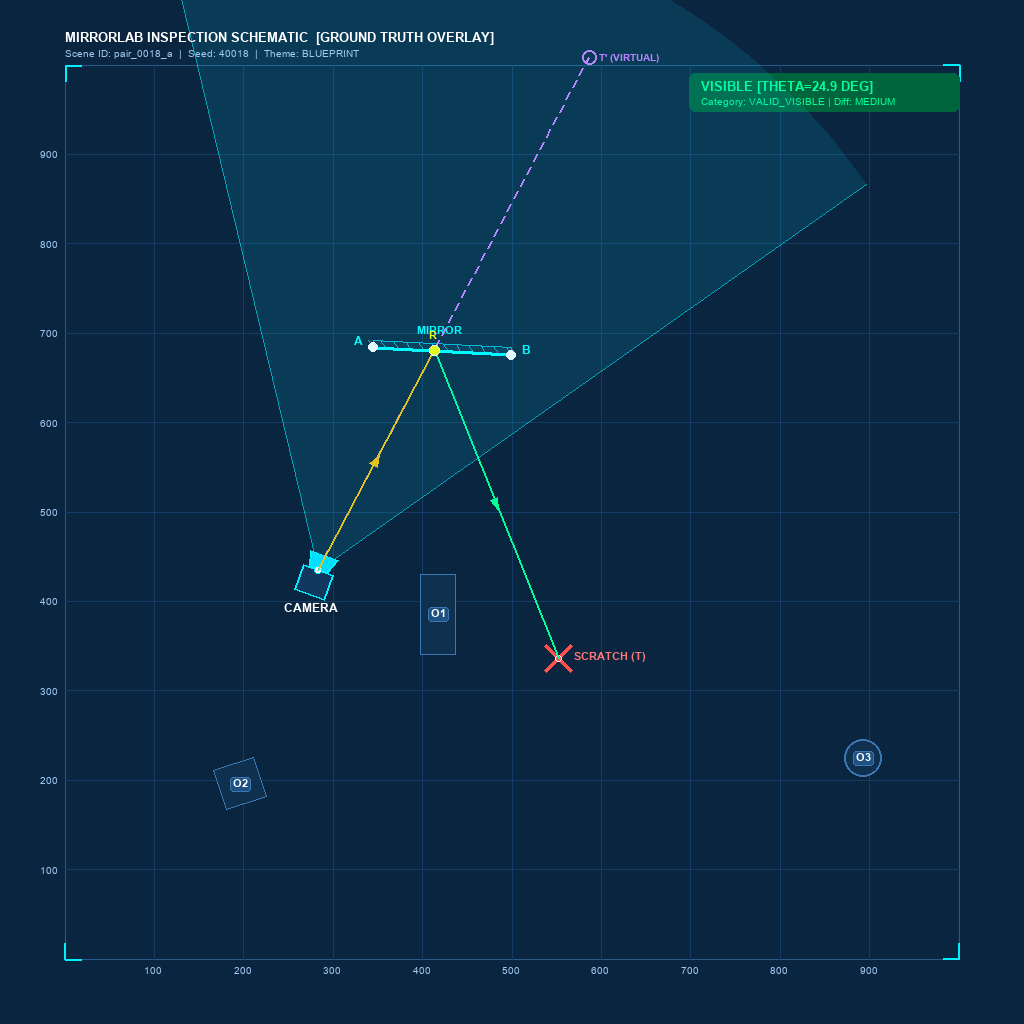 MIRRORLAB INSPECTION SCHEMATIC [GROUND TRUTH OVERLAY]
Scene ID: pair_0018_a | Seed: 40018 | Theme: BLUEPRINT
T' (VIRTUAL)
VISIBLE [THETA=24.9 DEG]
Category: VALID_VISIBLE | Diff: MEDIUM
900
800
700
600
500
400
300
200
100
MIRROR
R
A
B
CAMERA
O1
SCRATCH (T)
O2
O3
100 200 300 400 500 600 700 800 900